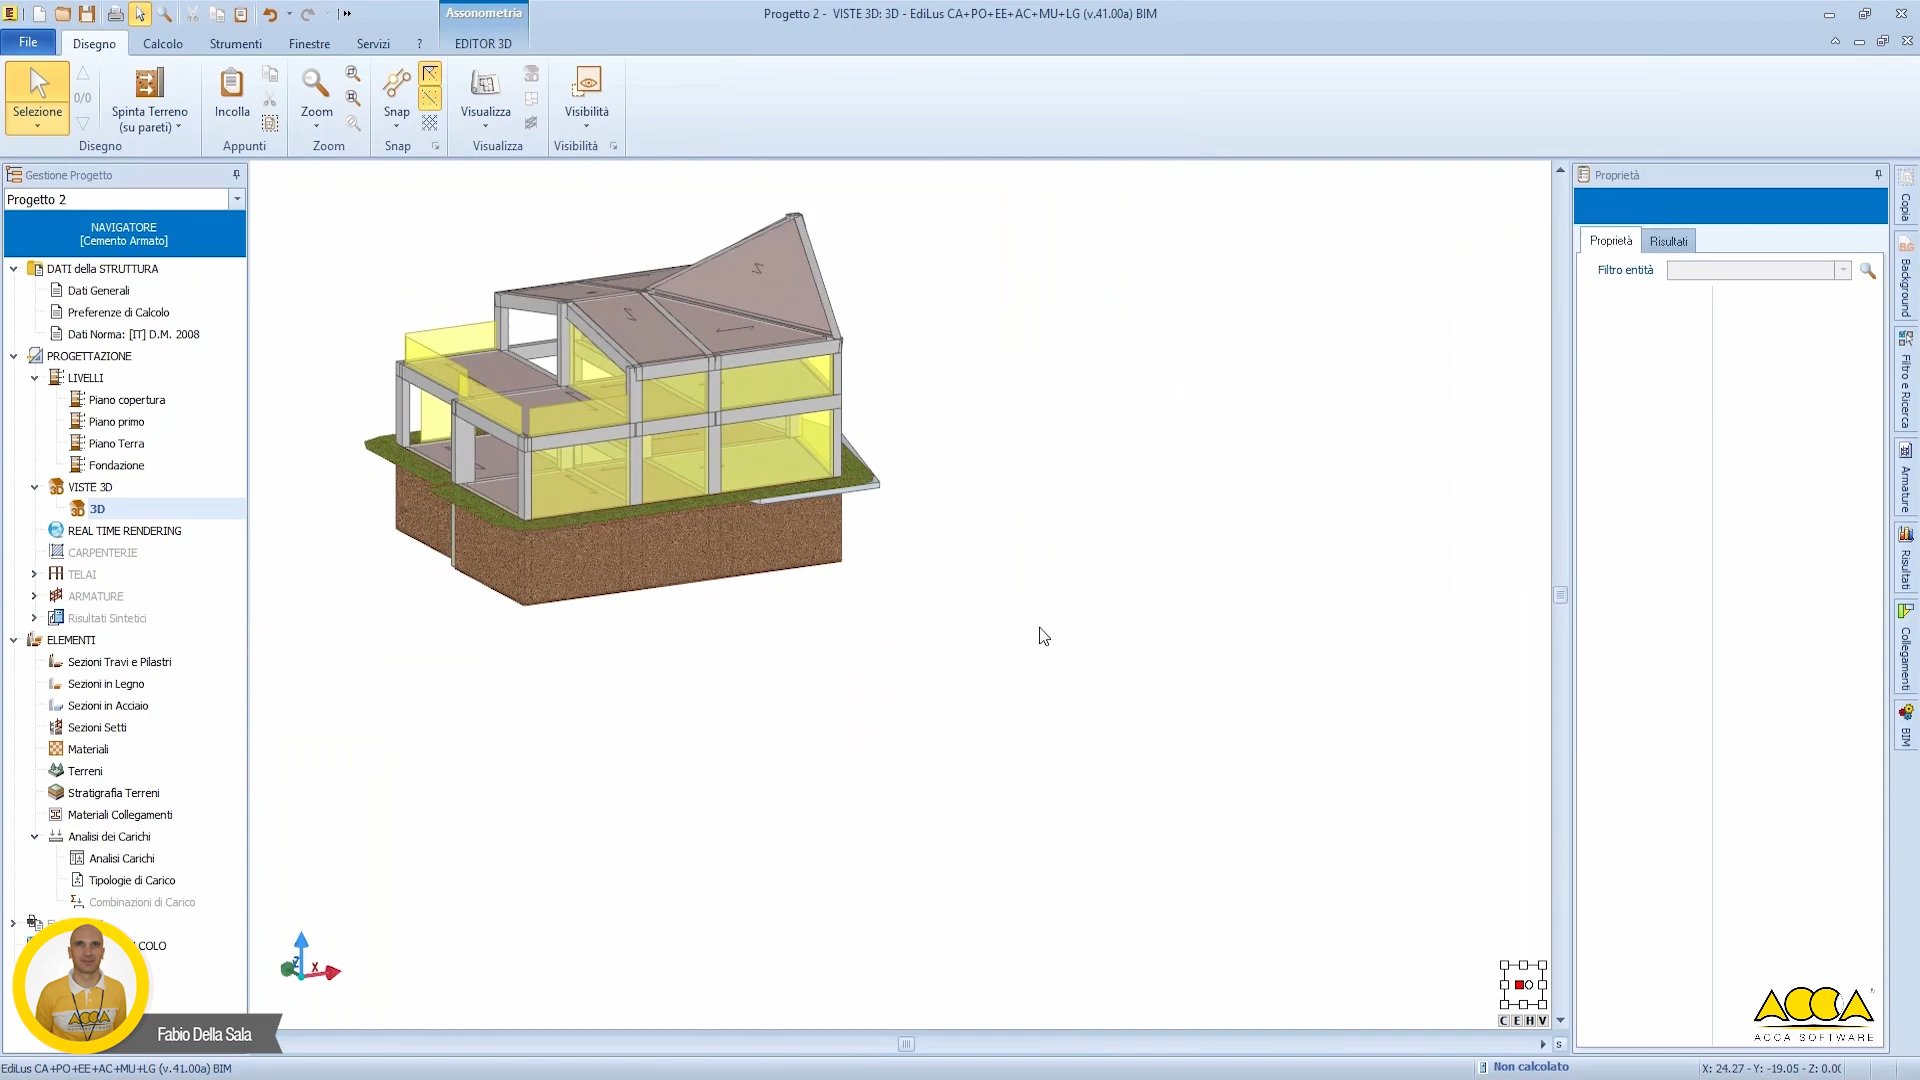 Assonometria
Progetto 2 - VISTE 3D: 3D - EdiLus CA+PO+EE+AC+MU+LG (v.41.00a) BIM
File
Disegno
Calcolo
Strumenti
Finestre
Servizi
?
EDITOR 3D
Selezione
0/0
Spinta Terreno
(su pareti)
Incolla
Zoom
Snap
Visualizza
Visibilità
Disegno
Appunti
Zoom
Snap
Visualizza
Visibilità
Gestione Progetto
Progetto 2
NAVIGATORE
[Cemento Armato]
DATI della STRUTTURA
Dati Generali
Preferenze di Calcolo
Dati Norma: [IT] D.M. 2008
PROGETTAZIONE
LIVELLI
Piano copertura
Piano primo
Piano Terra
Fondazione
VISTE 3D
3D
REAL TIME RENDERING
CARPENTERIE
TELAI
ARMATURE
Risultati Sintetici
ELEMENTI
Sezioni Travi e Pilastri
Sezioni in Legno
Sezioni in Acciaio
Sezioni Setti
Materiali
Terreni
Stratigrafia Terreni
Materiali Collegamenti
Analisi dei Carichi
Analisi Carichi
Tipologie di Carico
Combinazioni di Carico
COLO
Fabio Della Sala
Z
X
C E H V
S
Proprietà
Proprietà
Risultati
Filtro entità
Copia
Background
Filtro e Ricerca
Armature
Risultati
Collegamenti
BIM
ACCA
ACCA SOFTWARE
EdiLus CA+PO+EE+AC+MU+LG (v.41.00a) BIM
Non calcolato
X: 24.27 - Y: -19.05 - Z: 0.00